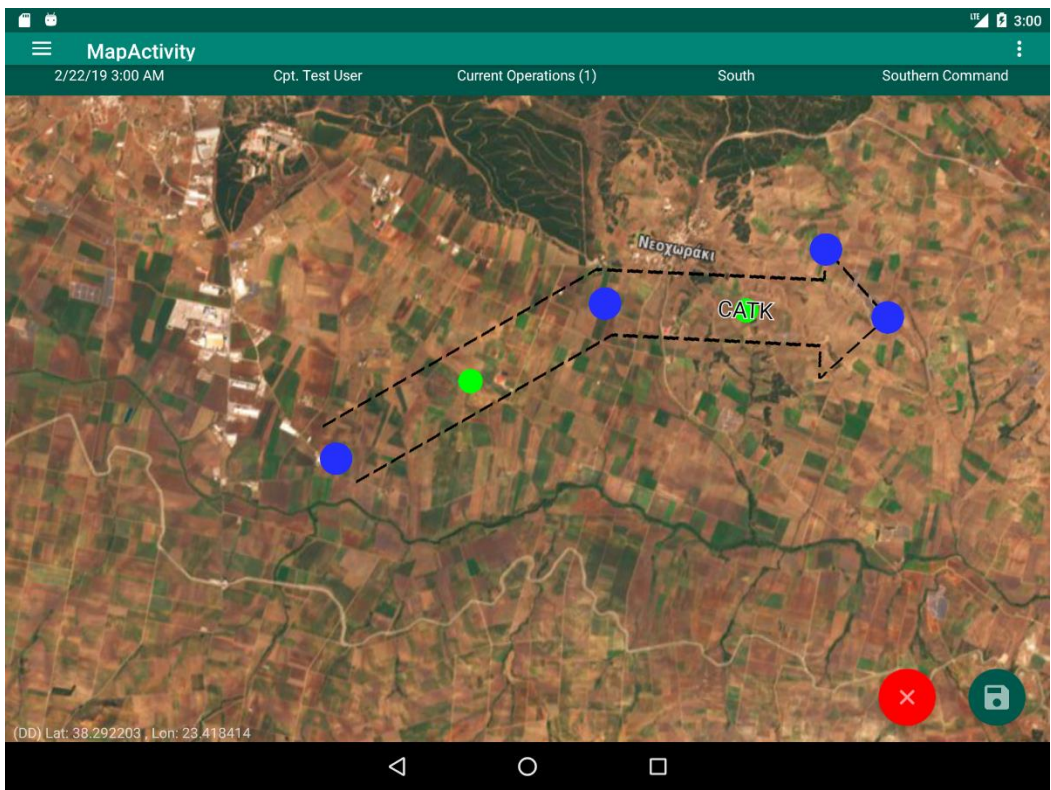 LTE 3:00
MapActivity
2/22/19 3:00 AM Cpt. Test User Current Operations (1) South Southern Command
Νεοχωράκι
CATK
(DD) Lat: 38.292203 , Lon: 23.418414